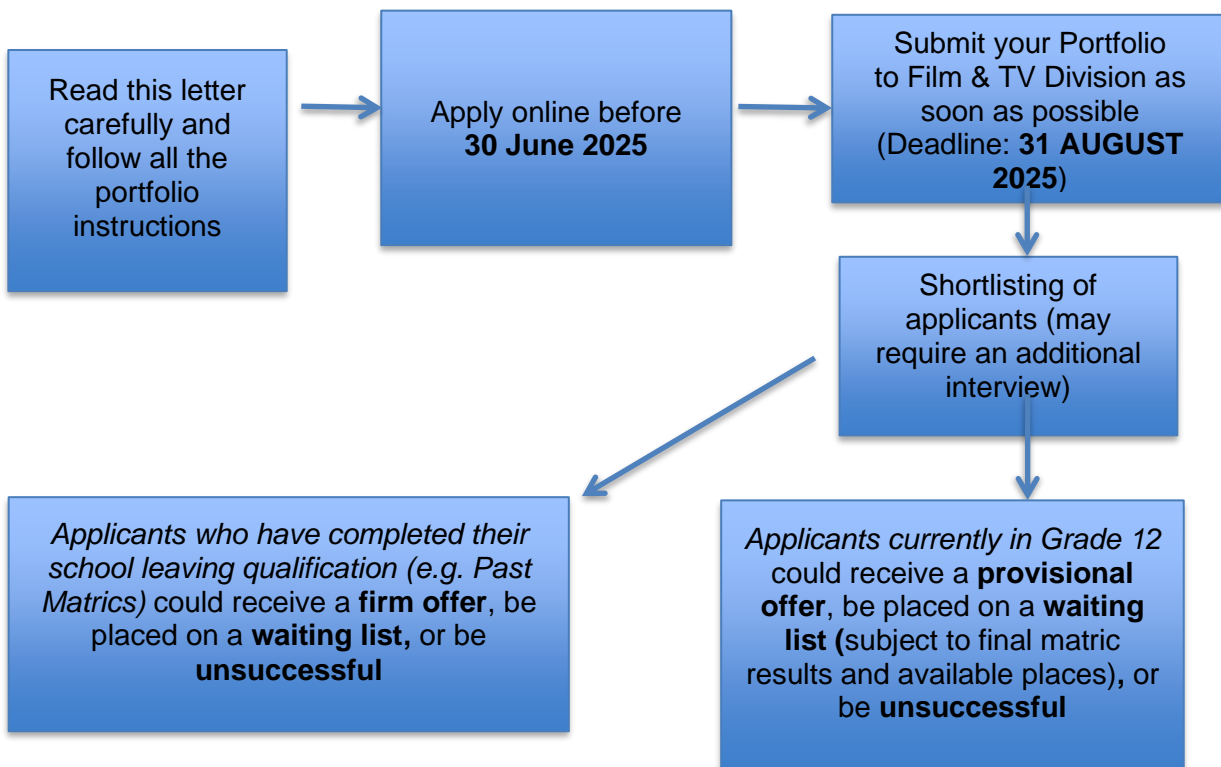 Read this letter
carefully and
follow all the
portfolio
instructions
Apply online before
30 June 2025
Submit your Portfolio
to Film & TV Division as
soon as possible
(Deadline: 31 AUGUST
2025)
Shortlisting of
applicants (may
require an additional
interview)
Applicants who have completed their
school leaving qualification (e.g. Past
Matrics) could receive a firm offer, be
placed on a waiting list, or be
unsuccessful
Applicants currently in Grade 12
could receive a provisional
offer, be placed on a waiting
list (subject to final matric
results and available places), or
be unsuccessful